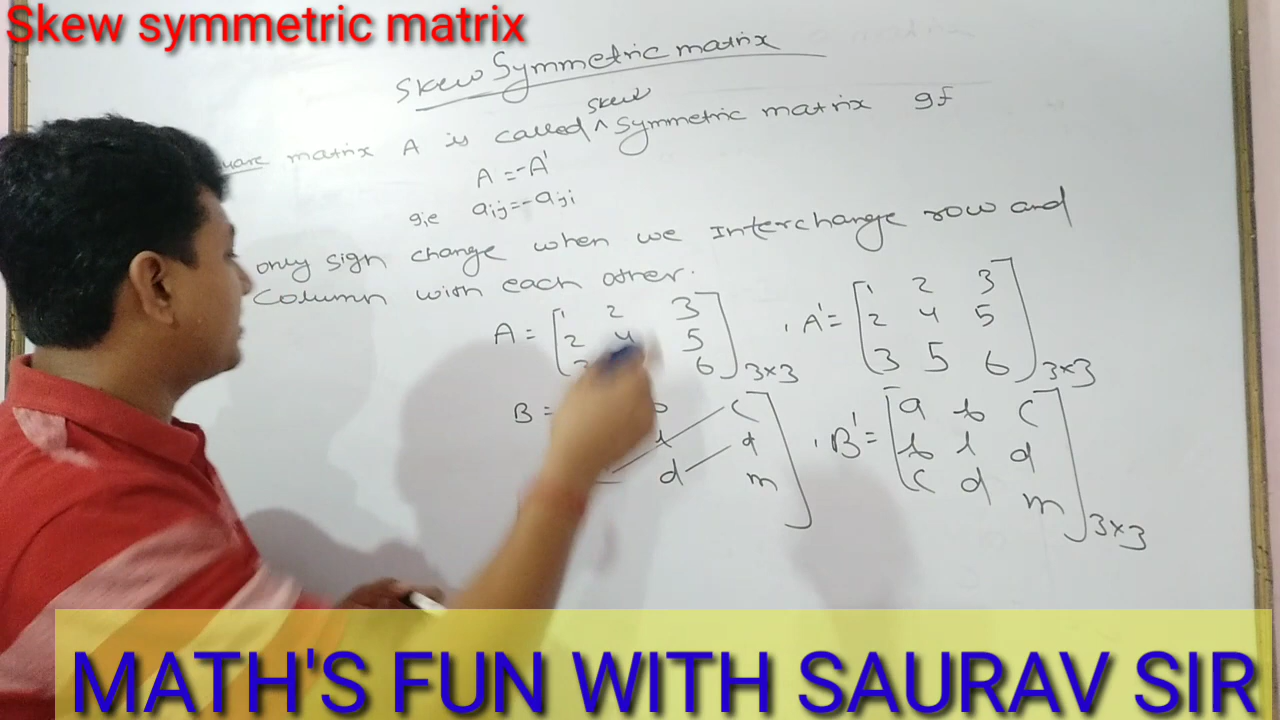 Skew symmetric matrix
Skew Symmetric matrix
matrix A is called ^ skew symmetric matrix If
A = -A'
i,e aij = -aji
only sign change when we Interchange row and
Column with each other.
A = [1 2 3
2 4 5
6]3×3
, A' = [1 2 3
2 4 5
3 5 6]3×3
B =
c
d
d m]
, B' = [a b c
b l d
c d m]3×3
MATH'S FUN WITH SAURAV SIR